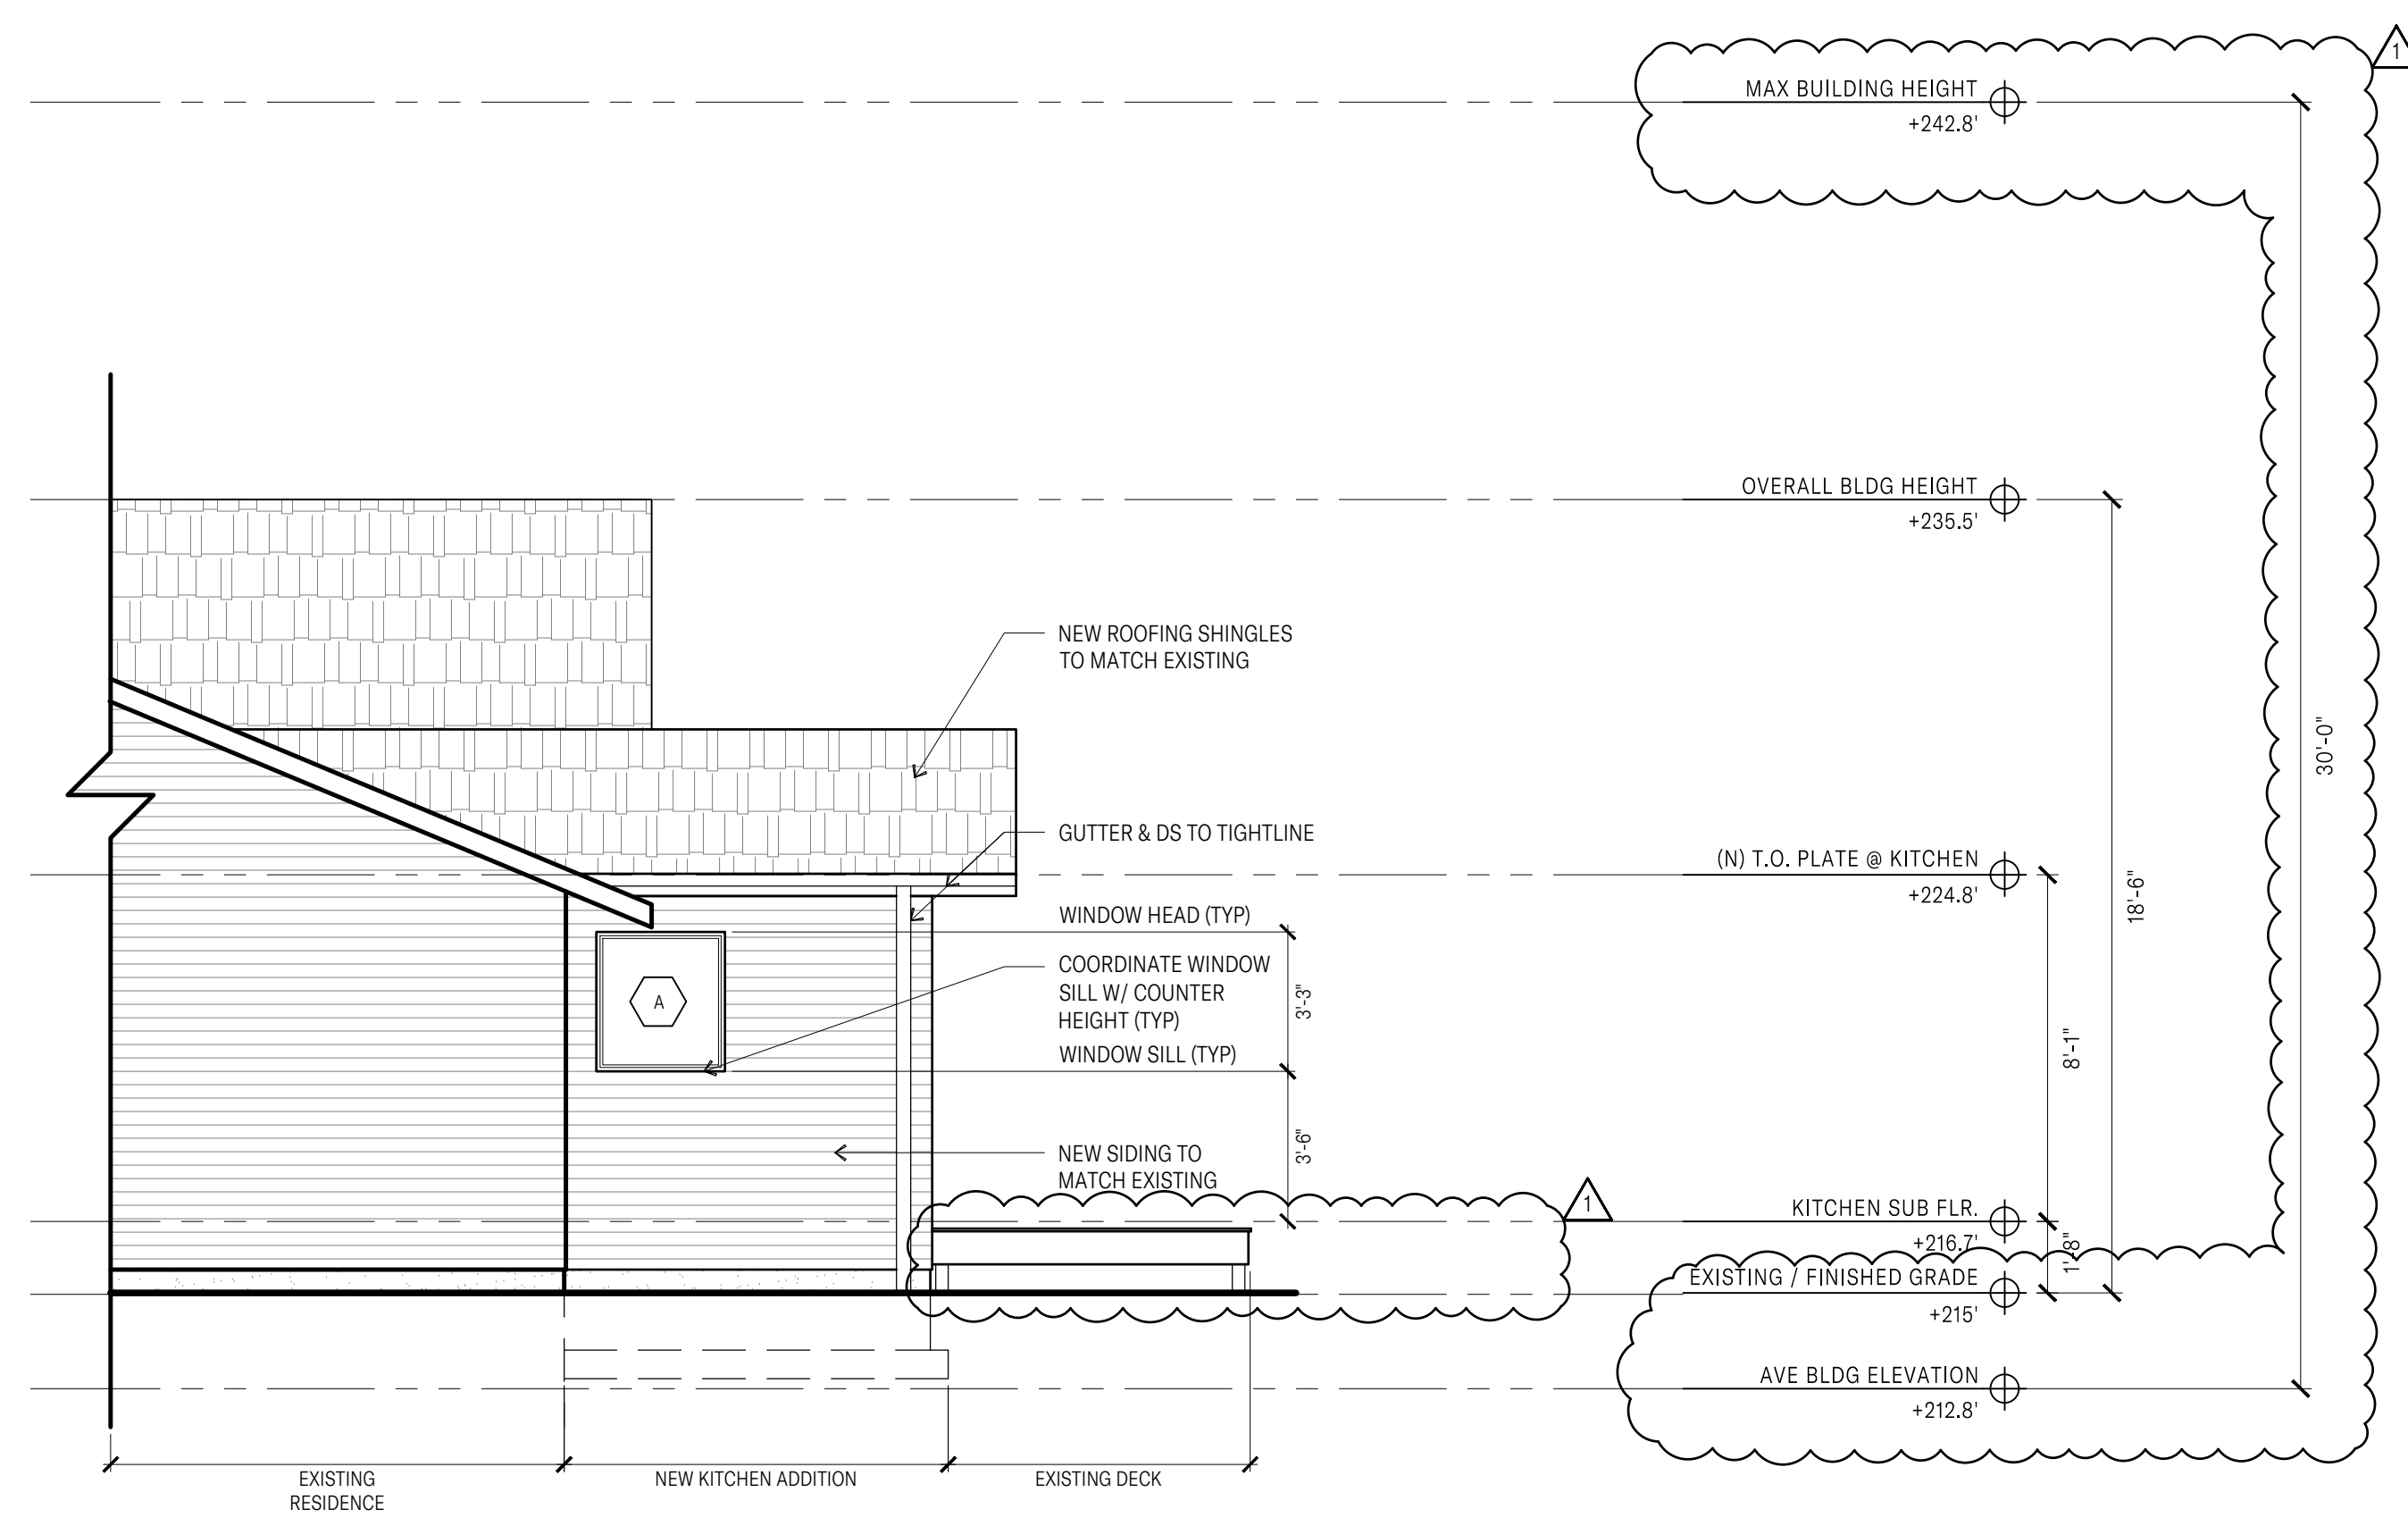 1
MAX BUILDING HEIGHT
+242.8'
OVERALL BLDG HEIGHT
+235.5'
NEW ROOFING SHINGLES
TO MATCH EXISTING
30'-0"
GUTTER & DS TO TIGHTLINE
(N) T.O. PLATE @ KITCHEN
+224.8'
18'-6"
WINDOW HEAD (TYP)
COORDINATE WINDOW
SILL W/ COUNTER
HEIGHT (TYP)
A
3'-3"
8'-1"
WINDOW SILL (TYP)
3'-6"
NEW SIDING TO
MATCH EXISTING
1
KITCHEN SUB FLR.
+216.7'
1'-8"
EXISTING / FINISHED GRADE
+215'
AVE BLDG ELEVATION
+212.8'
EXISTING
RESIDENCE
NEW KITCHEN ADDITION
EXISTING DECK